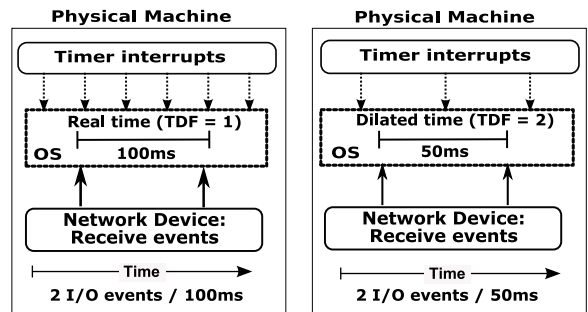 Physical Machine
Timer interrupts
Real time (TDF = 1)
100ms
OS
Network Device:
Receive events
Time
2 I/O events / 100ms
Physical Machine
Timer interrupts
Dilated time (TDF = 2)
50ms
OS
Network Device:
Receive events
Time
2 I/O events / 50ms